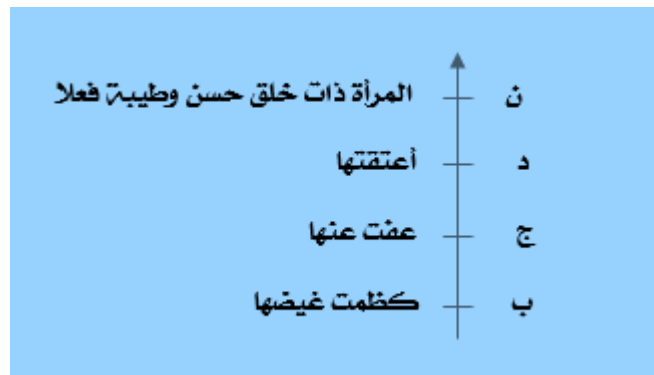 ن المرأة ذات خلق حسن وطيبة فعلا
د أعتقتها
ج عفت عنها
ب كظمت غيضها